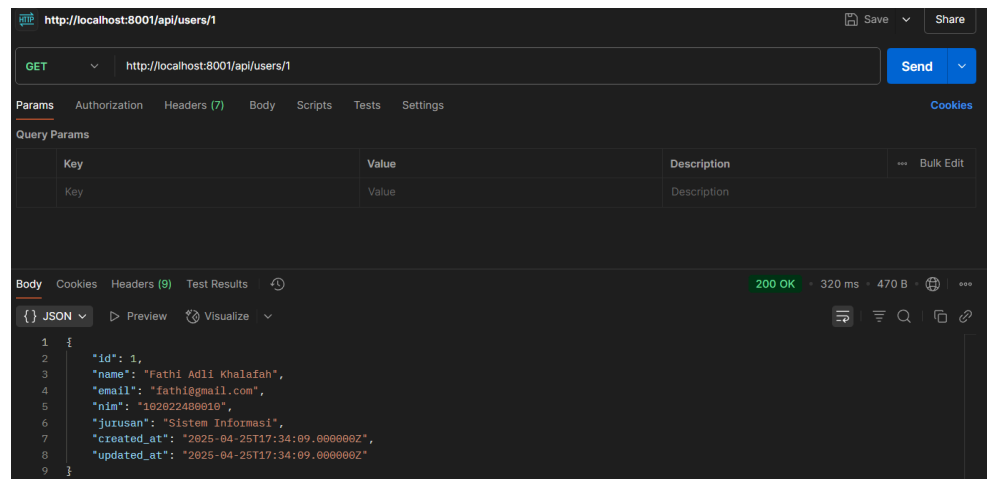 HTTP http://localhost:8001/api/users/1 Save Share
GET http://localhost:8001/api/users/1 Send
Params Authorization Headers (7) Body Scripts Tests Settings Cookies
Query Params
Key Value Description Bulk Edit
Key Value Description
Body Cookies Headers (9) Test Results 200 OK 320 ms 470 B
{} JSON Preview Visualize
1 {
2 "id": 1,
3 "name": "Fathi Adli Khalafah",
4 "email": "fathi@gmail.com",
5 "nim": "102022480010",
6 "jurusan": "Sistem Informasi",
7 "created_at": "2025-04-25T17:34:09.000000Z",
8 "updated_at": "2025-04-25T17:34:09.000000Z"
9 }